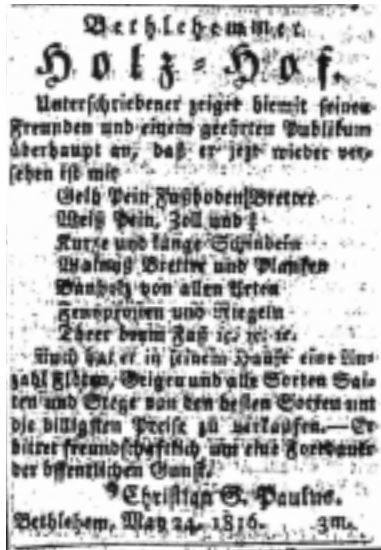 Bethlehemmer
Holz-Hof.
Unterschriebener zeiget hiemit seinen
Freunden und einem geehrten Publikum
überhaupt an, daß er jezt wieder ver-
sehen ist mit
Gelb Pein Fußboden Bretter
Weiß Pein, Zoll und
Kurze und lange Schindeln
Walnuß Bretter und Planken
Bauholz von allen Arten
Fenzpfosten und Riegeln
Theer beym Faß ꝛc. ꝛc. ꝛc.
Auch hat er in seinem Hause eine An-
zahl Flöten, Geigen und alle Sorten Sai-
ten und Stege von den besten Sorten um
die billigsten Preise zu verkaufen.—Er
bittet freundschaftlich um eine Fortdauer
der öffentlichen Gunst.
Christian S. Paulus.
Bethlehem, May 24. 1816. 3m.